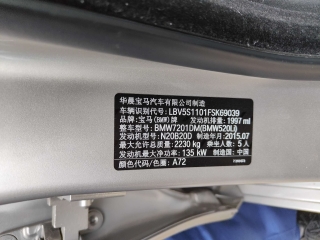 华晨宝马汽车有限公司制造
车辆识别代号: LBV5S1101FSK69039
品牌: 宝马(BMW)牌 发动机排量: 1997 ml
整车型号: BMW7201DM(BMW520Li)
发动机型号: N20B20D 制造年月: 2015.07
最大允许总质量: 2230 kg 乘坐人数: 5 人
发动机最大净功率: 135 kW 制造国: 中国
颜色代码/色圈: A72